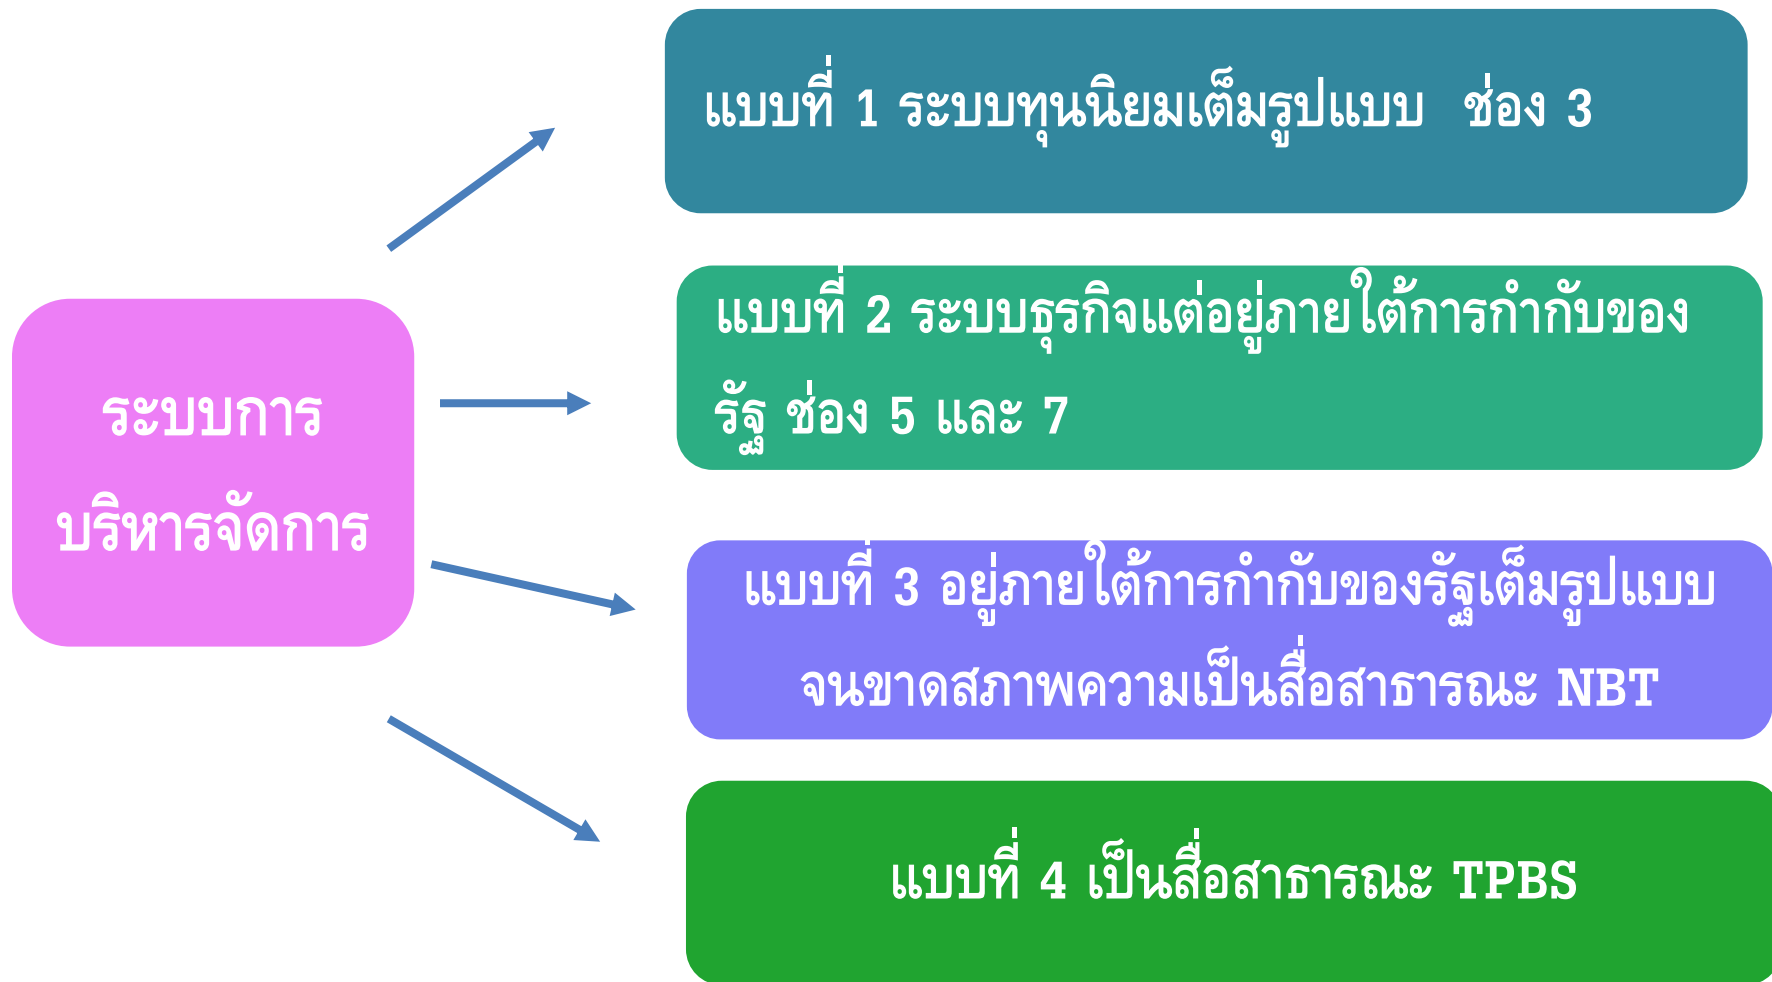 ระบบการ
บริหารจัดการ
แบบที่ 1 ระบบทุนนิยมเต็มรูปแบบ ช่อง 3
แบบที่ 2 ระบบธุรกิจแต่อยู่ภายใต้การกำกับของ
รัฐ ช่อง 5 และ 7
แบบที่ 3 อยู่ภายใต้การกำกับของรัฐเต็มรูปแบบ
จนขาดสภาพความเป็นสื่อสาธารณะ NBT
แบบที่ 4 เป็นสื่อสาธารณะ TPBS